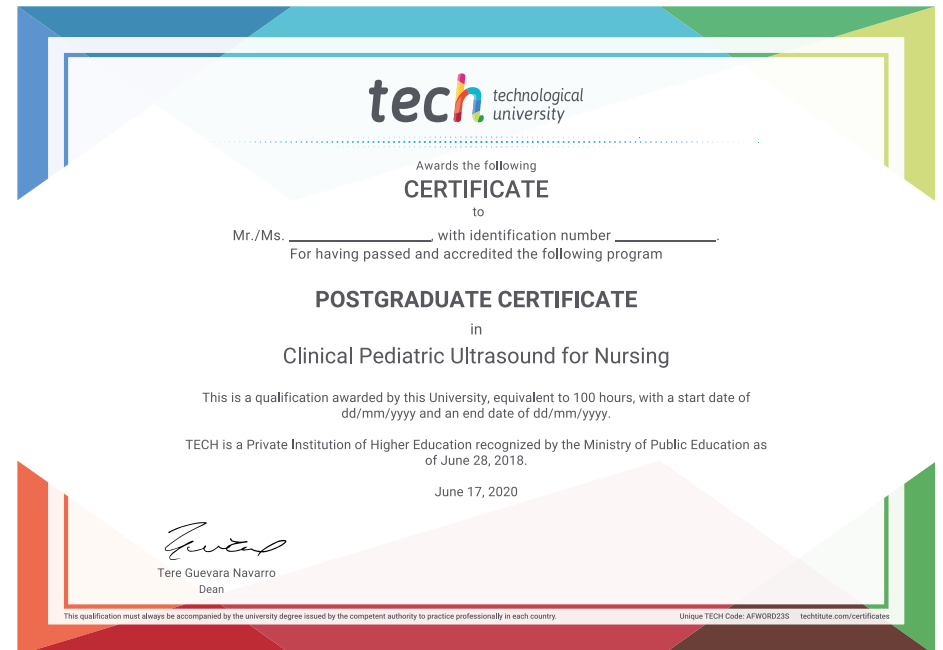 tech technological
university
Awards the following
CERTIFICATE
to
Mr./Ms. ____________, with identification number ____________.
For having passed and accredited the following program
POSTGRADUATE CERTIFICATE
in
Clinical Pediatric Ultrasound for Nursing
This is a qualification awarded by this University, equivalent to 100 hours, with a start date of
dd/mm/yyyy and an end date of dd/mm/yyyy.
TECH is a Private Institution of Higher Education recognized by the Ministry of Public Education as
of June 28, 2018.
June 17, 2020
Tere Guevara Navarro
Dean
This qualification must always be accompanied by the university degree issued by the competent authority to practice professionally in each country.
Unique TECH Code: AFWORD23S techtitute.com/certificates